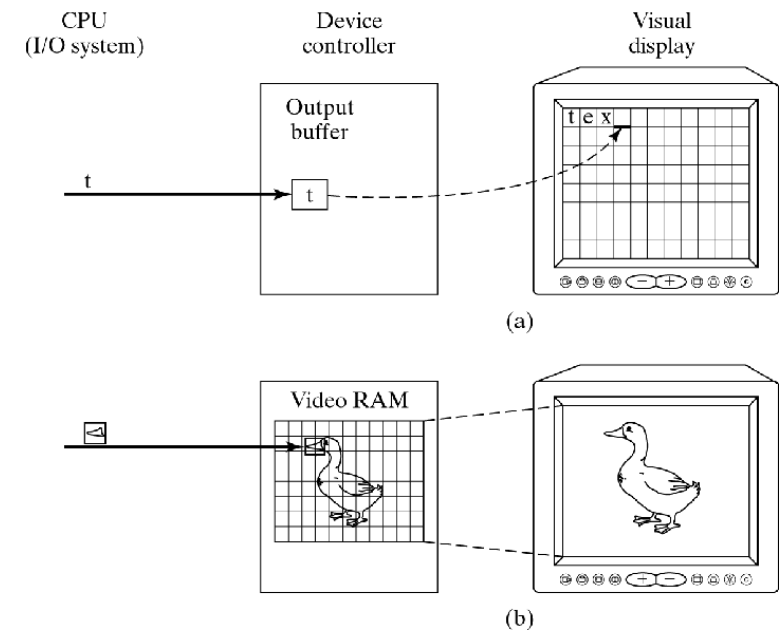 CPU
(I/O system)
Device
controller
Visual
display
Output
buffer
t
t
t e x
− +
(a)
Video RAM
+ −
(b)